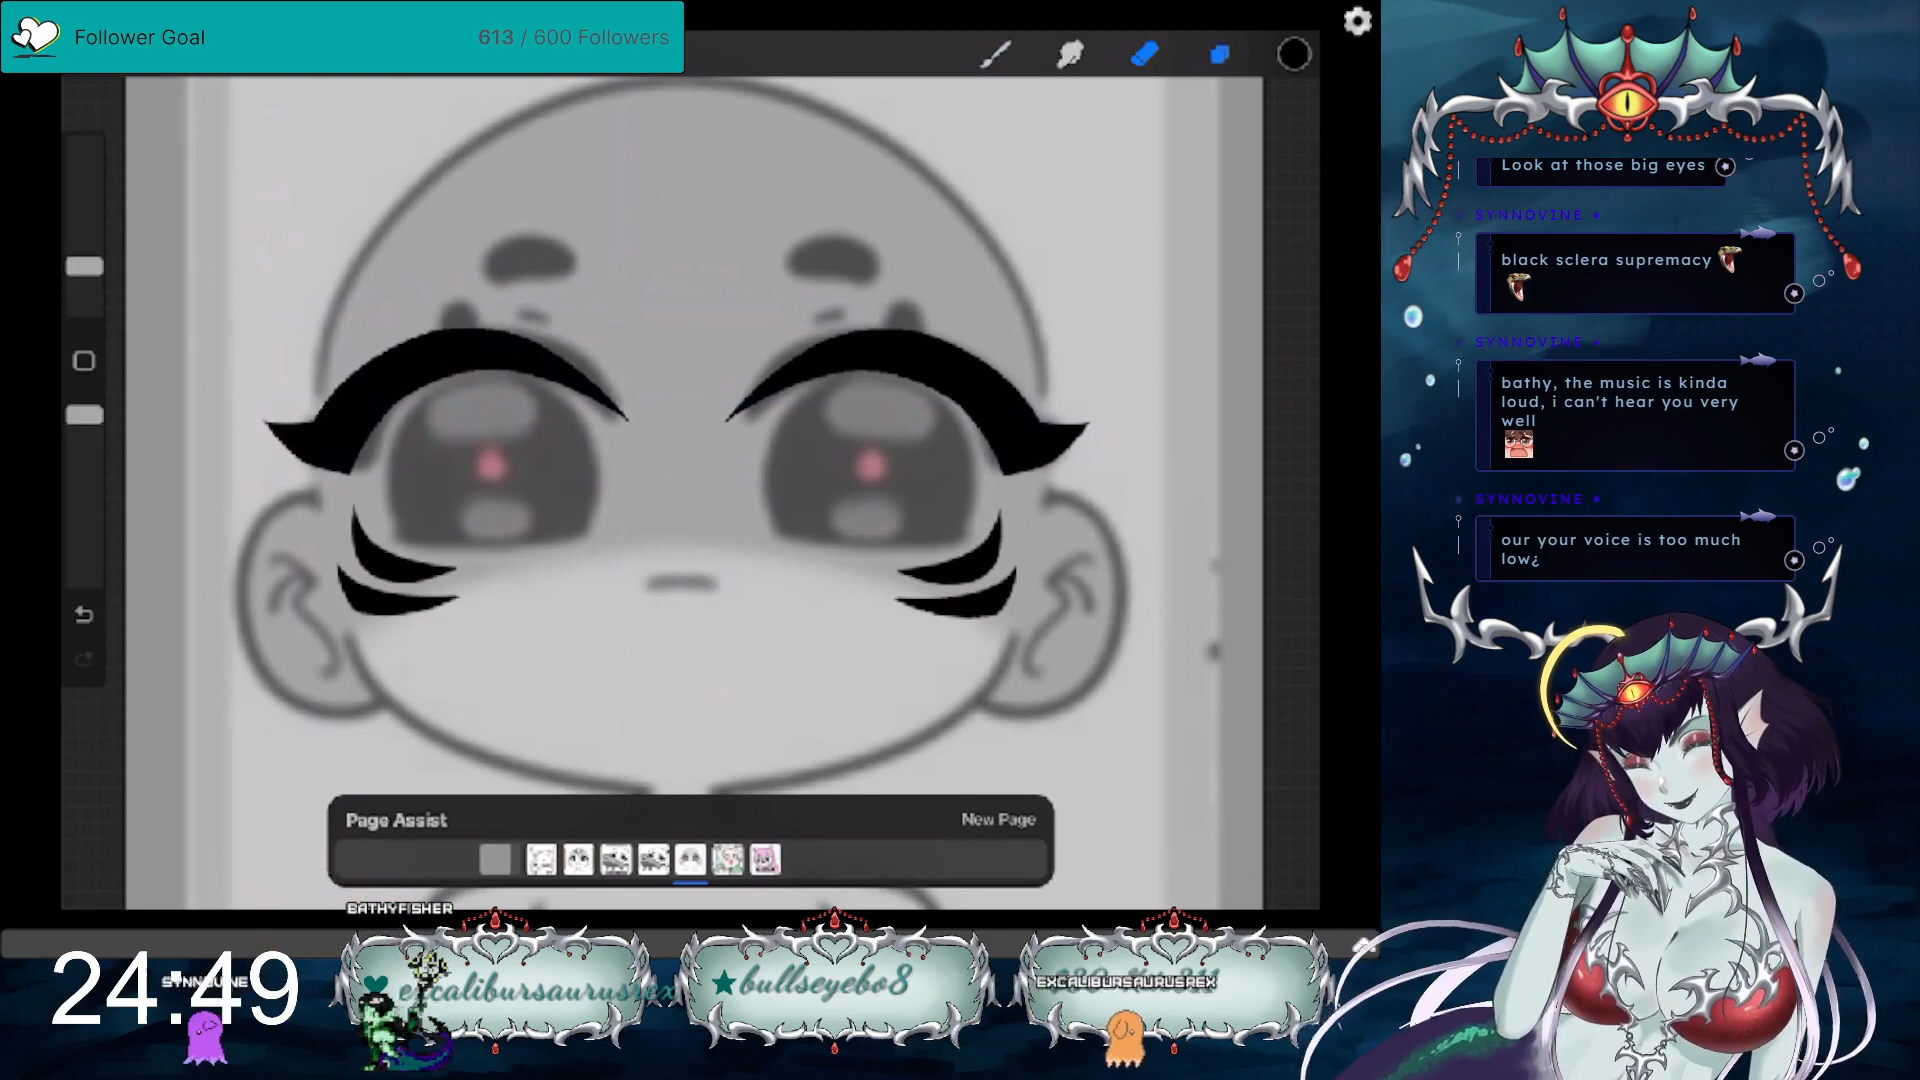 Follower Goal
613 / 600 Followers
Look at those big eyes
SYNNOVINE
black sclera supremacy
SYNNOVINE
bathy, the music is kinda
loud, i can't hear you very
well
SYNNOVINE
our your voice is too much
low¿
Page Assist
New Page
BATHYFISHER
24:49
SYNNOVINE
excalibursaurusrex
bullseyebo8
EXCALIBURSAURUSREX